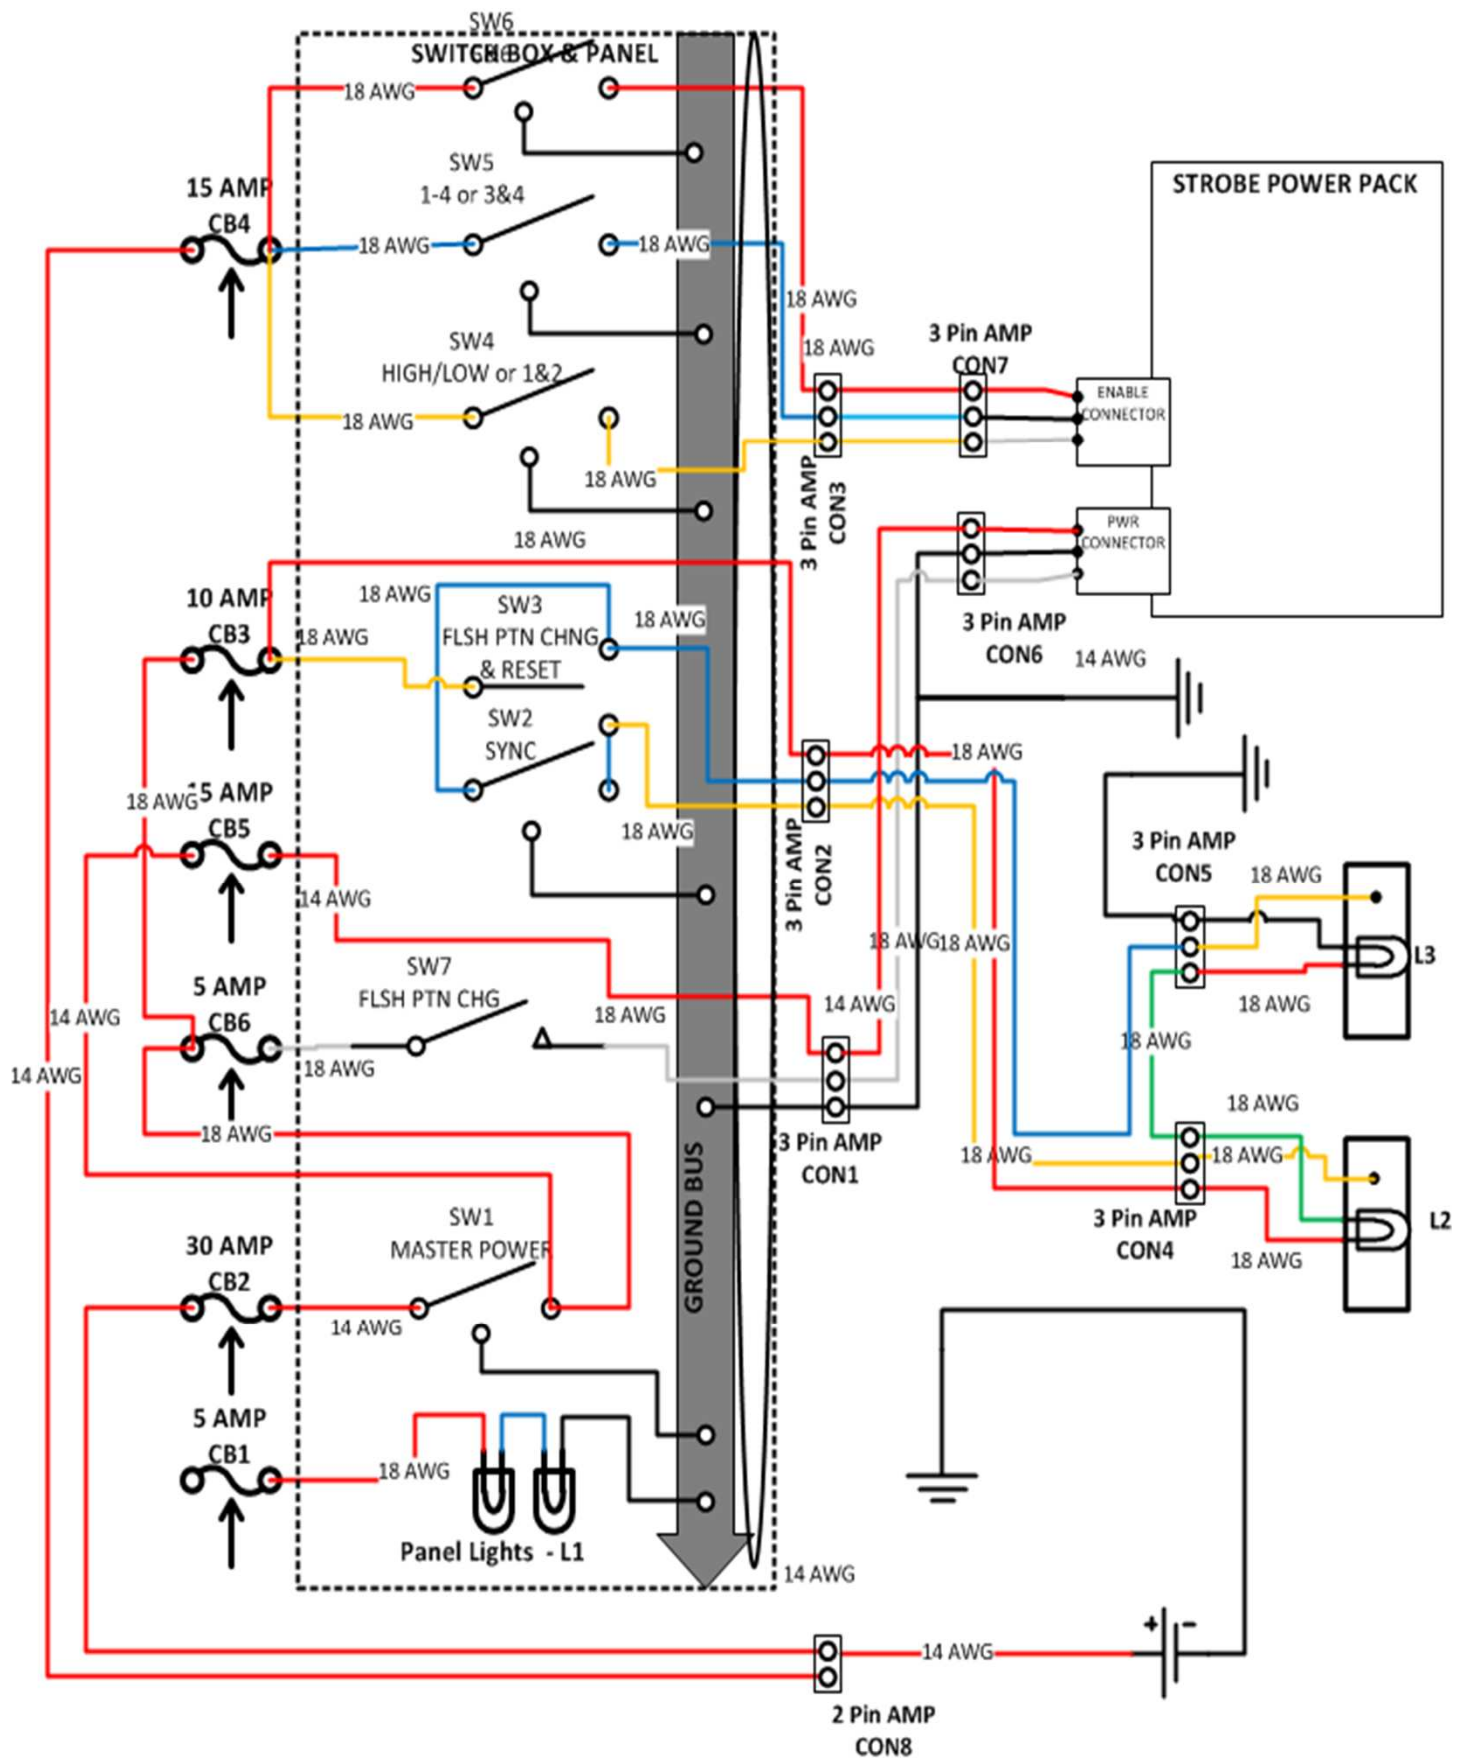 SW6
SWITCH BOX & PANEL
18 AWG
SW5
1-4 or 3&4
15 AMP
CB4
18 AWG
18 AWG
STROBE POWER PACK
18 AWG
18 AWG
3 Pin AMP
CON7
SW4
HIGH/LOW or 1&2
18 AWG
18 AWG
ENABLE
CONNECTOR
3 Pin AMP
CON3
PWR
CONNECTOR
18 AWG
10 AMP
CB3
18 AWG
18 AWG
SW3
FLSH PTN CHNG
& RESET
18 AWG
3 Pin AMP
CON6
14 AWG
SW2
SYNC
18 AWG
18 AWG
18 AWG
15 AMP
CB5
3 Pin AMP
CON2
3 Pin AMP
CON5
18 AWG
14 AWG
18 AWG
18 AWG
L3
SW7
FLSH PTN CHG
5 AMP
CB6
18 AWG
14 AWG
18 AWG
14 AWG
18 AWG
18 AWG
14 AWG
18 AWG
18 AWG
3 Pin AMP
CON1
18 AWG
18 AWG
GROUND BUS
SW1
MASTER POWER
3 Pin AMP
CON4
L2
18 AWG
30 AMP
CB2
14 AWG
5 AMP
CB1
18 AWG
Panel Lights - L1
14 AWG
+ -
14 AWG
2 Pin AMP
CON8